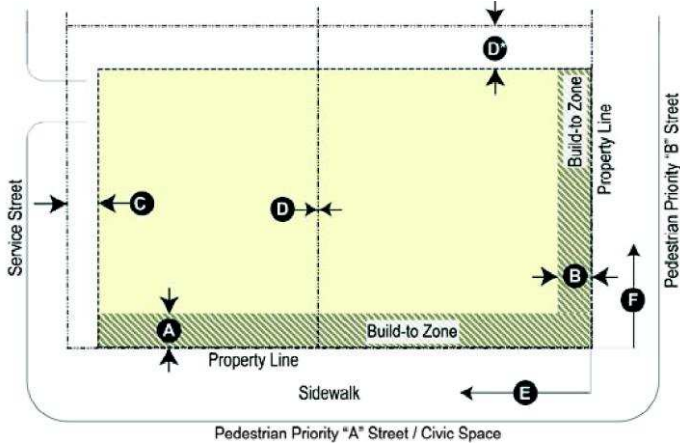 D*
Build-to Zone
Property Line
Pedestrian Priority "B" Street
Service Street
C
D
B
F
A
Build-to Zone
Property Line
Sidewalk
E
Pedestrian Priority "A" Street / Civic Space